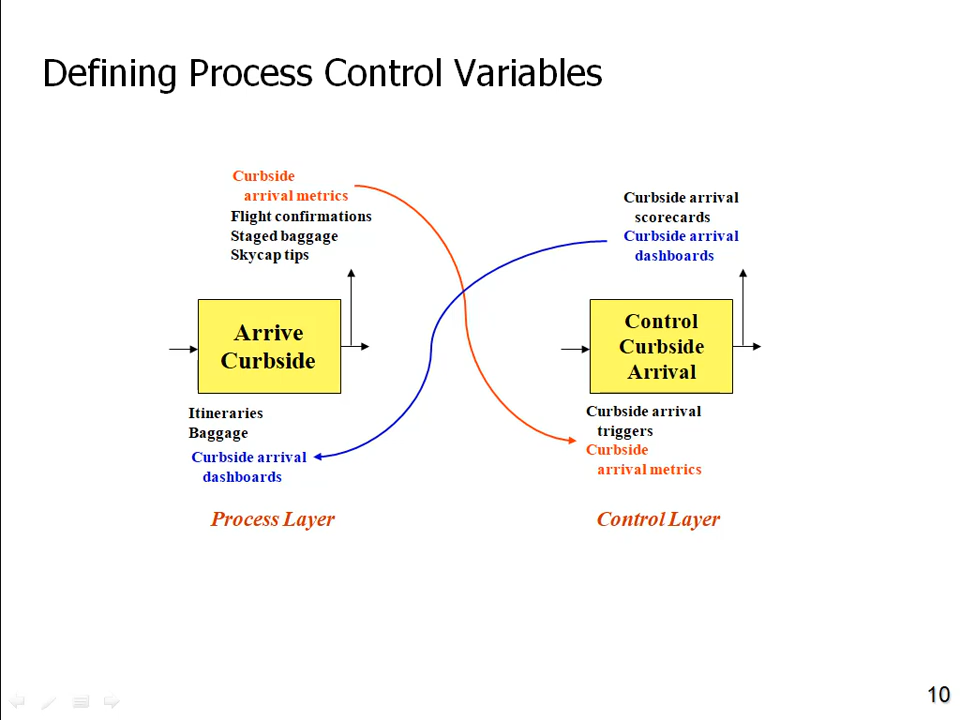 Defining Process Control Variables
Curbside
arrival metrics
Flight confirmations
Staged baggage
Skycap tips
Arrive
Curbside
Itineraries
Baggage
Curbside arrival
dashboards
Process Layer
Curbside arrival
scorecards
Curbside arrival
dashboards
Control
Curbside
Arrival
Curbside arrival
triggers
Curbside
arrival metrics
Control Layer
10